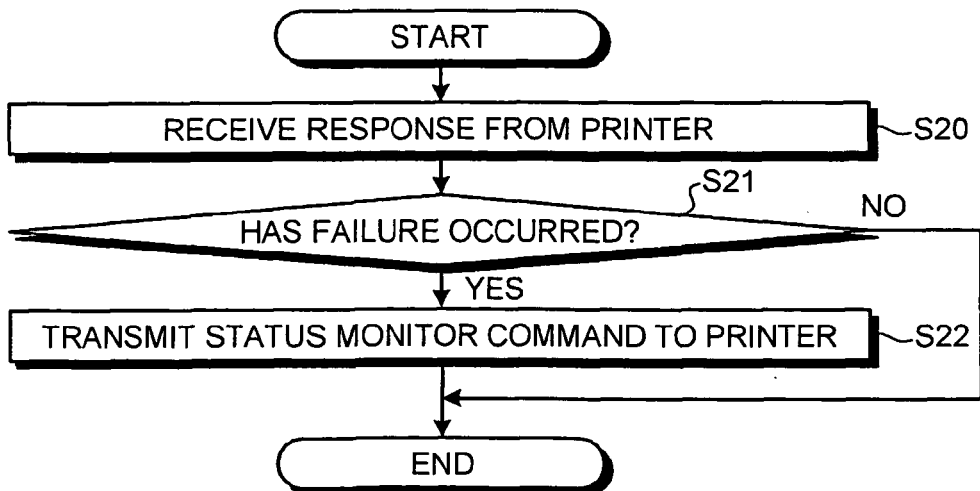 START
RECEIVE RESPONSE FROM PRINTER
S20
S21
HAS FAILURE OCCURRED?
NO
YES
TRANSMIT STATUS MONITOR COMMAND TO PRINTER
S22
END